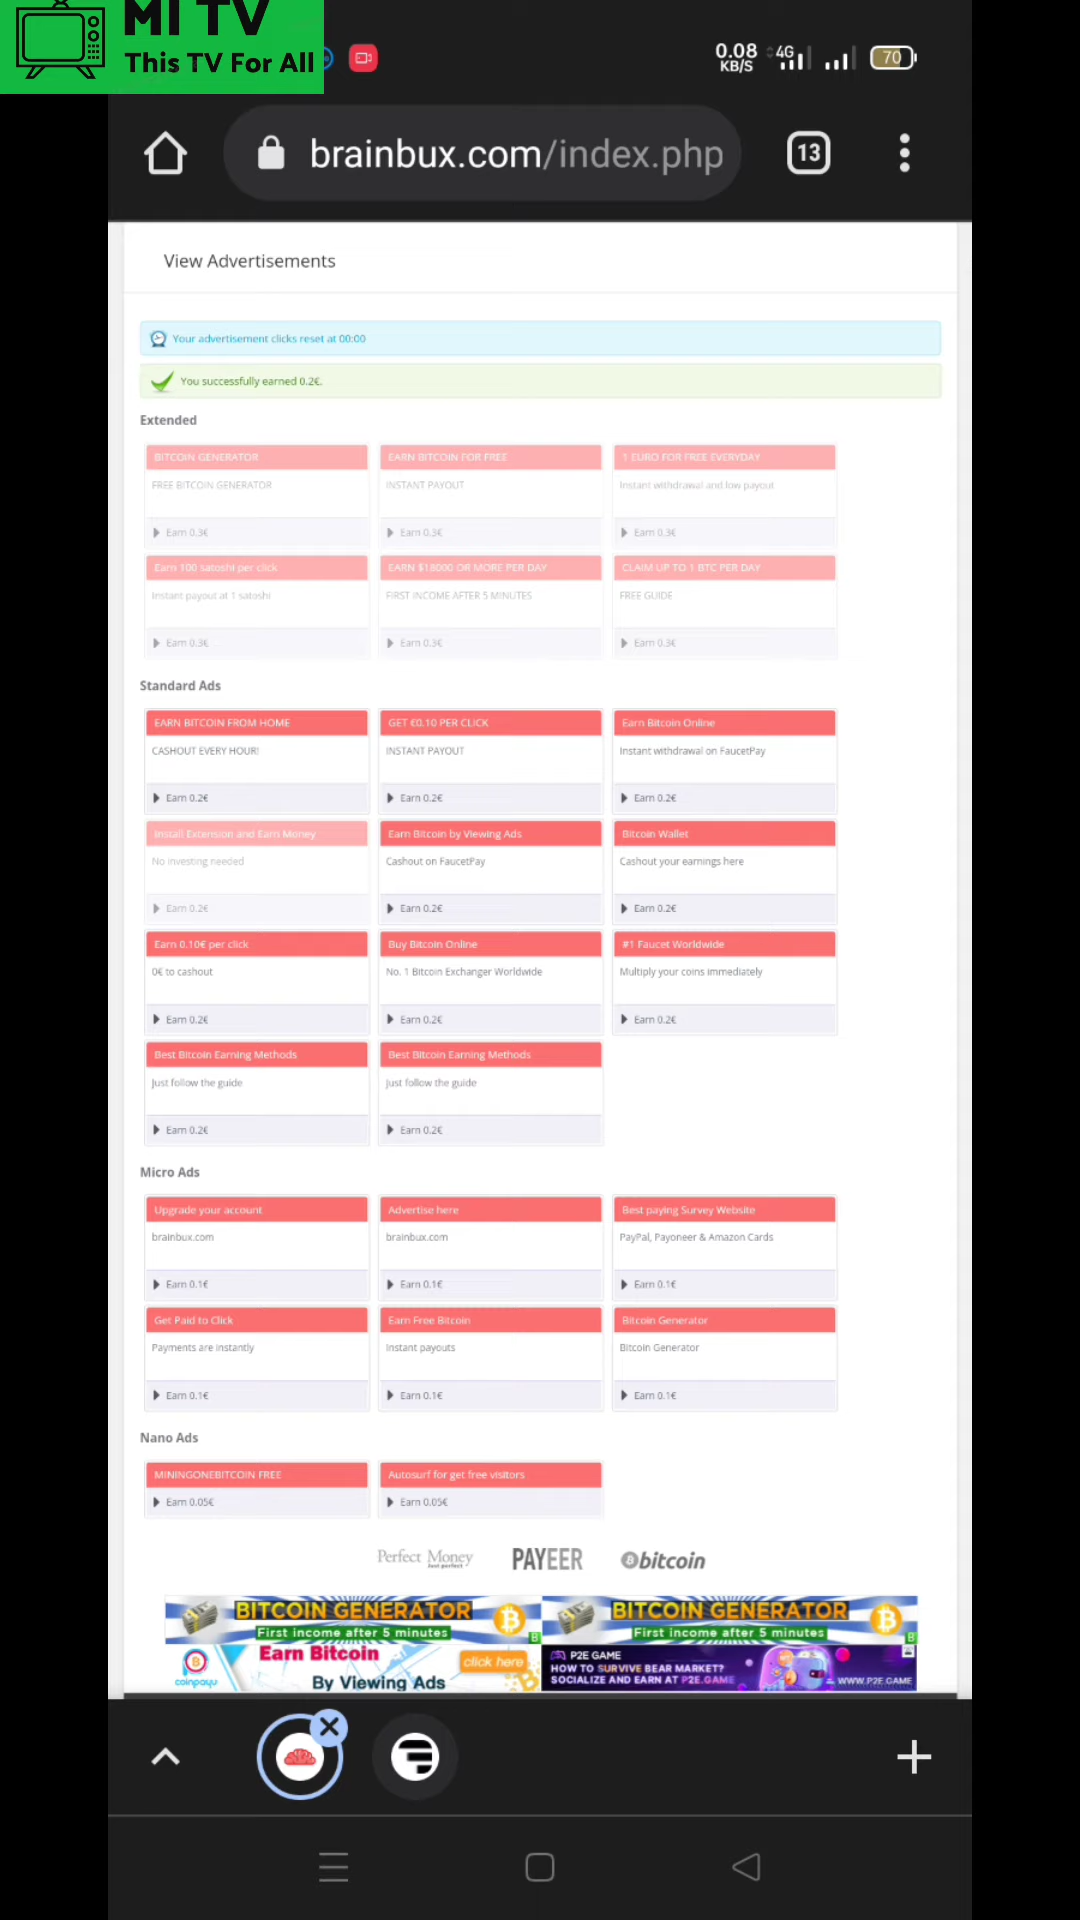 MI TV
This TV For All
0.08
KB/S
4G
70
brainbux.com/index.php
13
View Advertisements
Your advertisement clicks reset at 00:00
You successfully earned 0.2€.
Extended
BITCOIN GENERATOR
EARN BITCOIN FOR FREE
1 EURO FOR FREE EVERYDAY
FREE BITCOIN GENERATOR
INSTANT PAYOUT
Instant withdrawal and low payout
Earn 0.3€
Earn 0.3€
Earn 0.3€
Earn 100 satoshi per click
EARN $18000 OR MORE PER DAY
CLAIM UP TO 1 BTC PER DAY
Instant payout at 1 satoshi
FIRST INCOME AFTER 5 MINUTES
FREE GUIDE
Earn 0.3€
Earn 0.3€
Earn 0.3€
Standard Ads
EARN BITCOIN FROM HOME
GET €0.10 PER CLICK
Earn Bitcoin Online
CASHOUT EVERY HOUR!
INSTANT PAYOUT
Instant withdrawal on FaucetPay
Earn 0.2€
Earn 0.2€
Earn 0.2€
Install Extension and Earn Money
Earn Bitcoin by Viewing Ads
Bitcoin Wallet
No investing needed
Cashout on FaucetPay
Cashout your earnings here
Earn 0.2€
Earn 0.2€
Earn 0.2€
Earn 0.10€ per click
Buy Bitcoin Online
#1 Faucet Worldwide
0€ to cashout
No. 1 Bitcoin Exchanger Worldwide
Multiply your coins immediately
Earn 0.2€
Earn 0.2€
Earn 0.2€
Best Bitcoin Earning Methods
Best Bitcoin Earning Methods
Just follow the guide
Just follow the guide
Earn 0.2€
Earn 0.2€
Micro Ads
Upgrade your account
Advertise here
Best paying Survey Website
brainbux.com
brainbux.com
PayPal, Payoneer & Amazon Cards
Earn 0.1€
Earn 0.1€
Earn 0.1€
Get Paid to Click
Earn Free Bitcoin
Bitcoin Generator
Payments are instantly
Instant payouts
Bitcoin Generator
Earn 0.1€
Earn 0.1€
Earn 0.1€
Nano Ads
MININGONEBITCOIN FREE
Autosurf for get free visitors
Earn 0.05€
Earn 0.05€
Perfect Money
Just perfect
PAYEER
bitcoin
BITCOIN GENERATOR
First income after 5 minutes
BITCOIN GENERATOR
First income after 5 minutes
coinpayu
Earn Bitcoin
By Viewing Ads
click here
P2E GAME
HOW TO SURVIVE BEAR MARKET?
SOCIALIZE AND EARN AT P2E.GAME
WWW.P2E.GAME